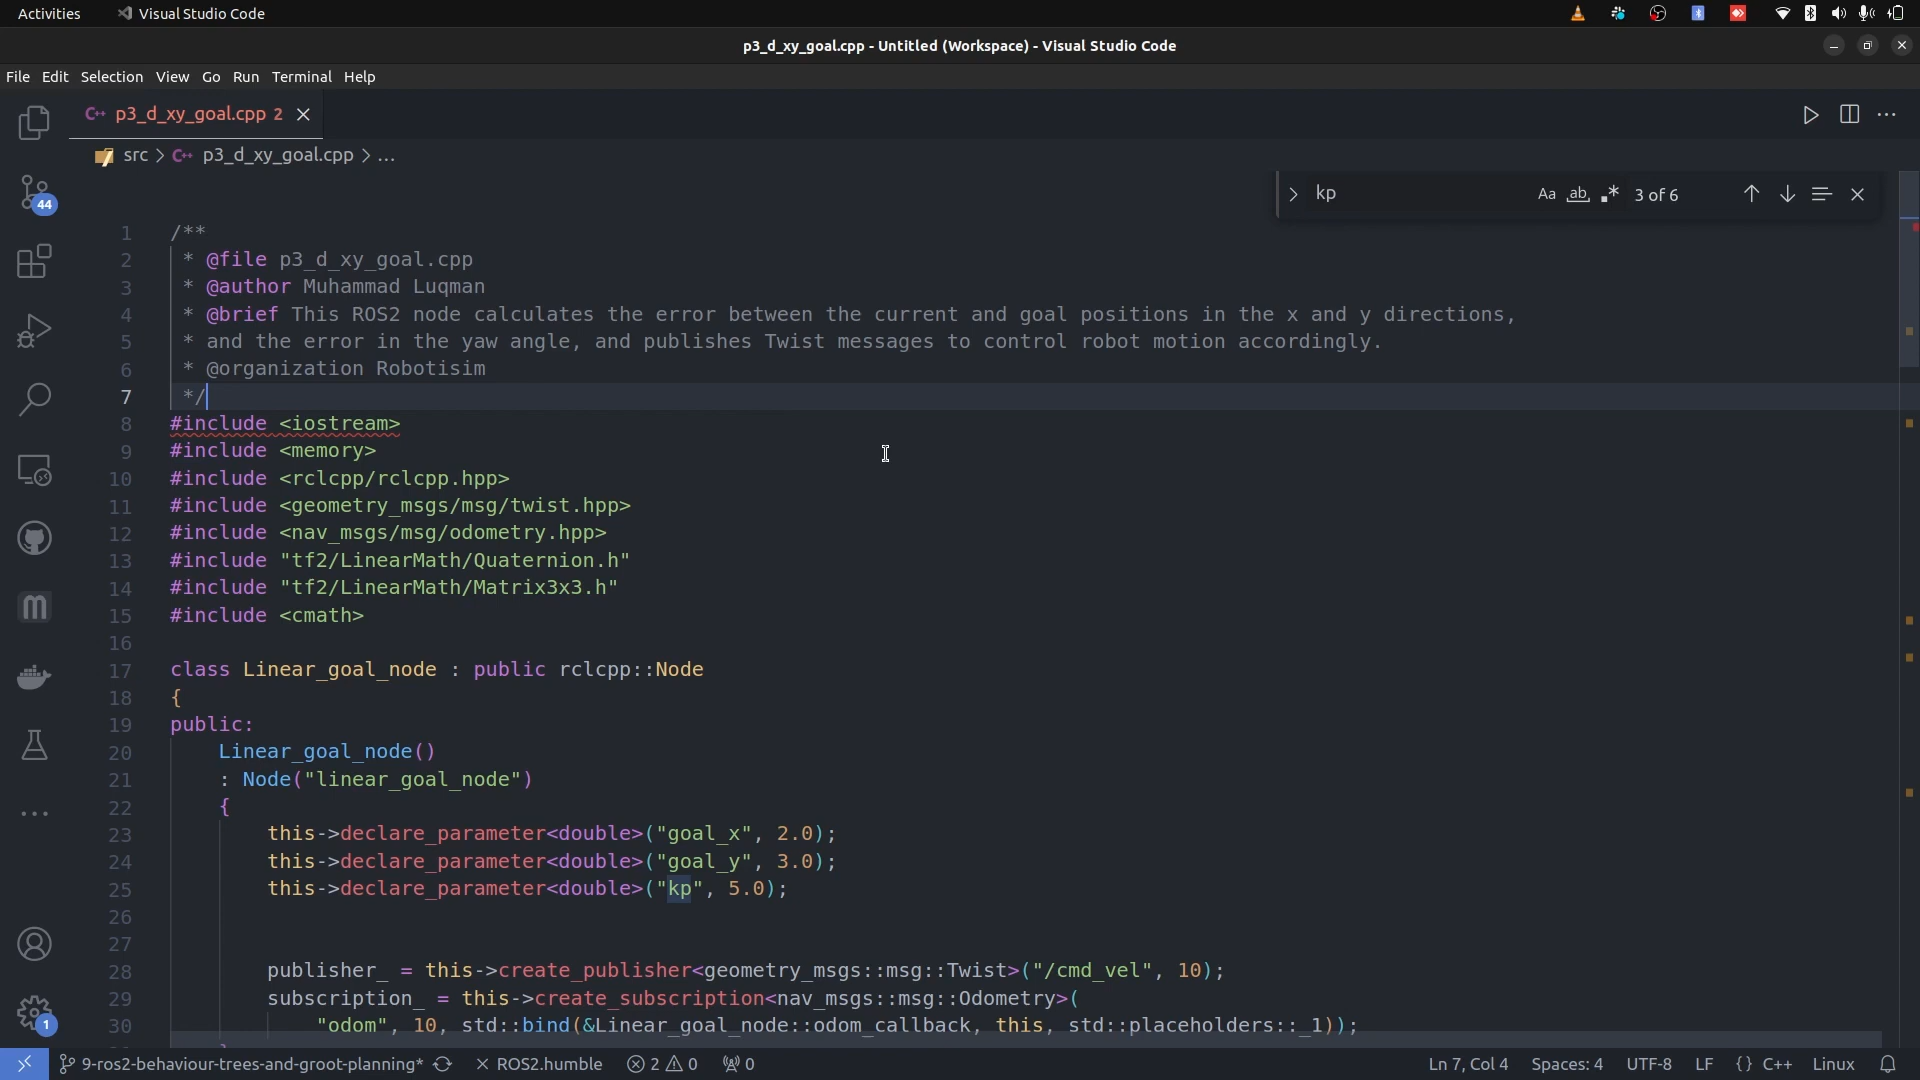 Activities Visual Studio Code
p3_d_xy_goal.cpp - Untitled (Workspace) - Visual Studio Code
File Edit Selection View Go Run Terminal Help
C++ p3_d_xy_goal.cpp 2
src > C++ p3_d_xy_goal.cpp > ...
> kp Aa ab .* 3 of 6
44
1 /**
2 * @file p3_d_xy_goal.cpp
3 * @author Muhammad Luqman
4 * @brief This ROS2 node calculates the error between the current and goal positions in the x and y directions,
5 * and the error in the yaw angle, and publishes Twist messages to control robot motion accordingly.
6 * @organization Robotisim
7 */
8 #include <iostream>
9 #include <memory>
10 #include <rclcpp/rclcpp.hpp>
11 #include <geometry_msgs/msg/twist.hpp>
12 #include <nav_msgs/msg/odometry.hpp>
13 #include "tf2/LinearMath/Quaternion.h"
14 #include "tf2/LinearMath/Matrix3x3.h"
15 #include <cmath>
16
17 class Linear_goal_node : public rclcpp::Node
18 {
19 public:
20 Linear_goal_node()
21 : Node("linear_goal_node")
22 {
23 this->declare_parameter<double>("goal_x", 2.0);
24 this->declare_parameter<double>("goal_y", 3.0);
25 this->declare_parameter<double>("kp", 5.0);
26
27
28 publisher_ = this->create_publisher<geometry_msgs::msg::Twist>("/cmd_vel", 10);
29 subscription_ = this->create_subscription<nav_msgs::msg::Odometry>(
30 "odom", 10, std::bind(&Linear_goal_node::odom_callback, this, std::placeholders::_1));
m
1
9-ros2-behaviour-trees-and-groot-planning* ROS2.humble 2 0 0 Ln 7, Col 4 Spaces: 4 UTF-8 LF {} C++ Linux